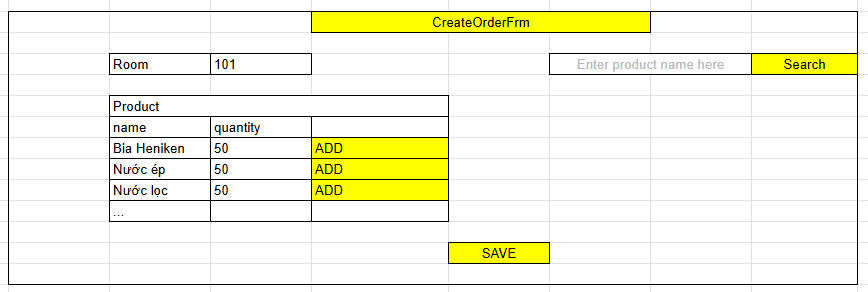 CreateOrderFrm
Room 101 Enter product name here Search
Product
name quantity
Bia Heniken 50 ADD
Nước ép 50 ADD
Nước lọc 50 ADD
...
SAVE